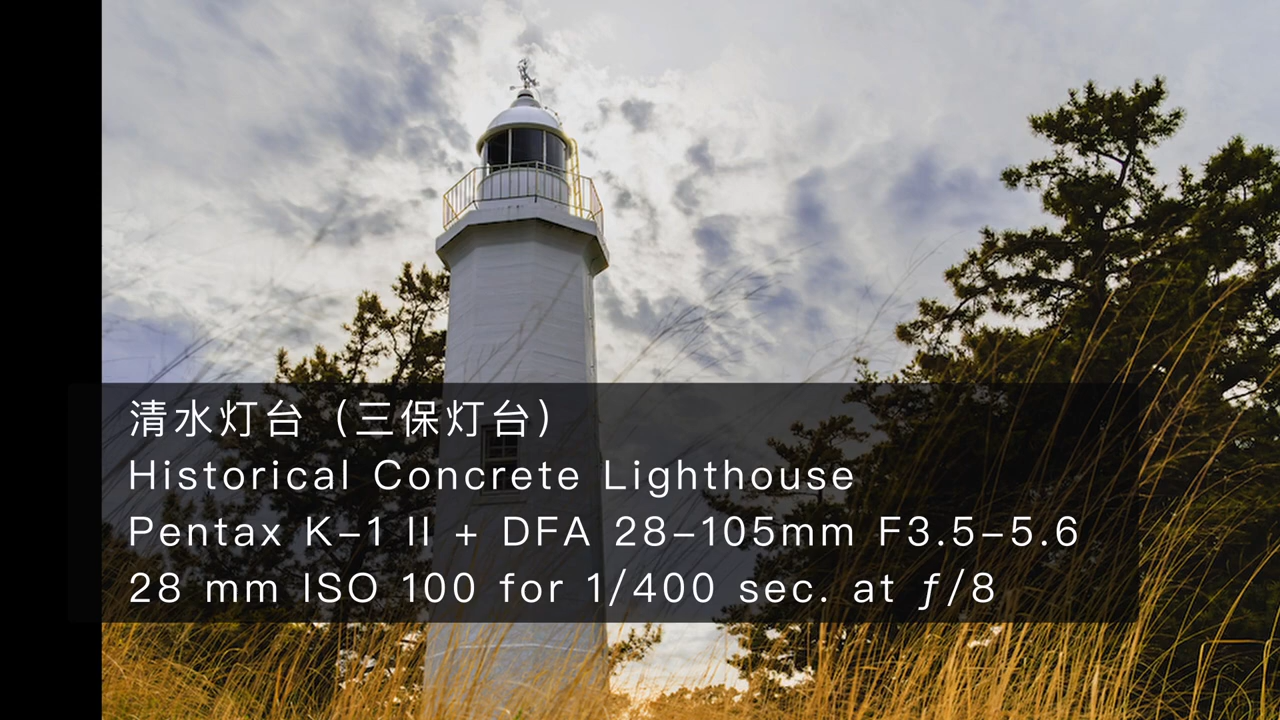 清水灯台（三保灯台）
Historical Concrete Lighthouse
Pentax K–1 II + DFA 28–105mm F3.5–5.6
28 mm ISO 100 for 1/400 sec. at ƒ/8